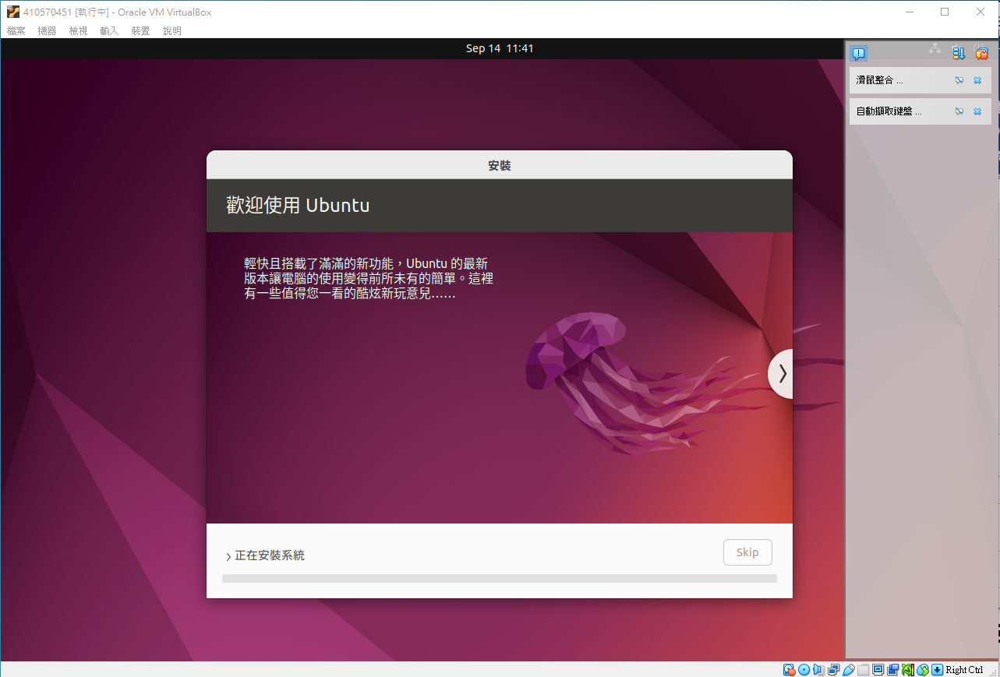 410570451 [執行中] - Oracle VM VirtualBox
檔案 機器 檢視 輸入 裝置 說明
Sep 14 11:41
滑鼠整合 ...
自動擷取鍵盤 ...
安裝
歡迎使用 Ubuntu
輕快且搭載了滿滿的新功能，Ubuntu 的最新
版本讓電腦的使用變得前所未有的簡單。這裡
有一些值得您一看的酷炫新玩意兒……
正在安裝系統
Skip
Right Ctrl